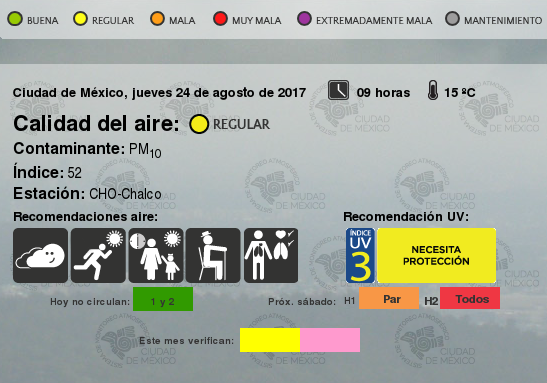 BUENA REGULAR MALA MUY MALA EXTREMADAMENTE MALA MANTENIMIENTO
Ciudad de México, jueves 24 de agosto de 2017 09 horas 15 ºC
Calidad del aire: REGULAR
Contaminante: PM10
Índice: 52
Estación: CHO-Chalco
Recomendaciones aire: Recomendación UV:
ÍNDICE
UV
3
NECESITA
PROTECCIÓN
Hoy no circulan: 1 y 2 Próx. sábado: H1 Par H2 Todos
Este mes verifican:
CIUDAD
DE MÉXICO